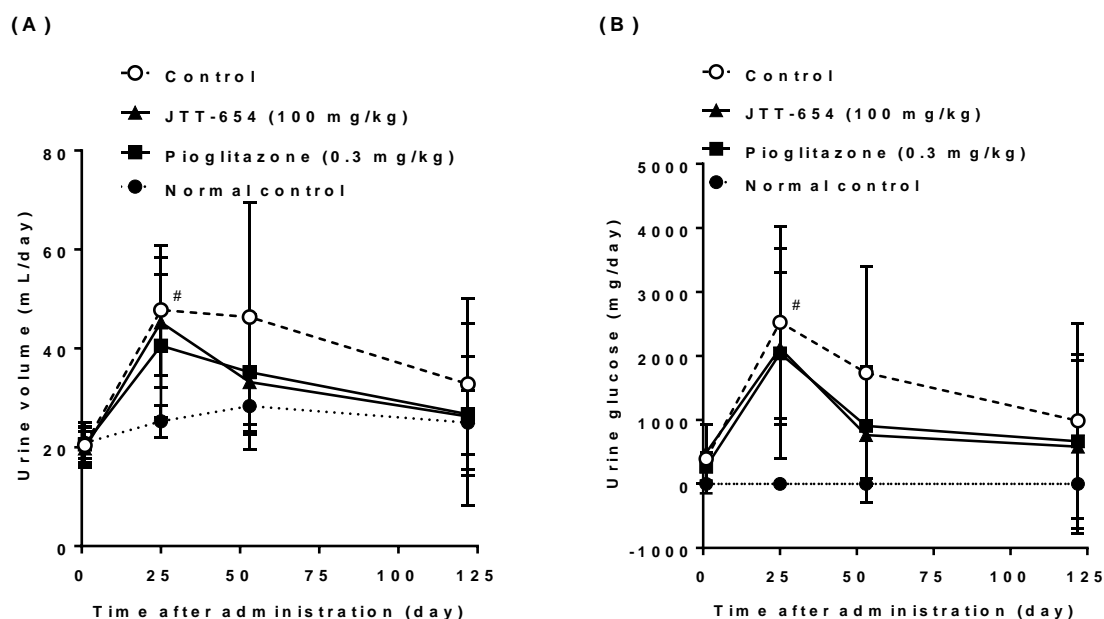 (A)
Control
JTT-654 (100 mg/kg)
Pioglitazone (0.3 mg/kg)
Normal control
Urine volume (mL/day)
80
60
40
20
0
#
0 25 50 75 100 125
Time after administration (day)
(B)
Control
JTT-654 (100 mg/kg)
Pioglitazone (0.3 mg/kg)
Normal control
Urine glucose (mg/day)
5000
4000
3000
2000
1000
0
-1000
#
0 25 50 75 100 125
Time after administration (day)